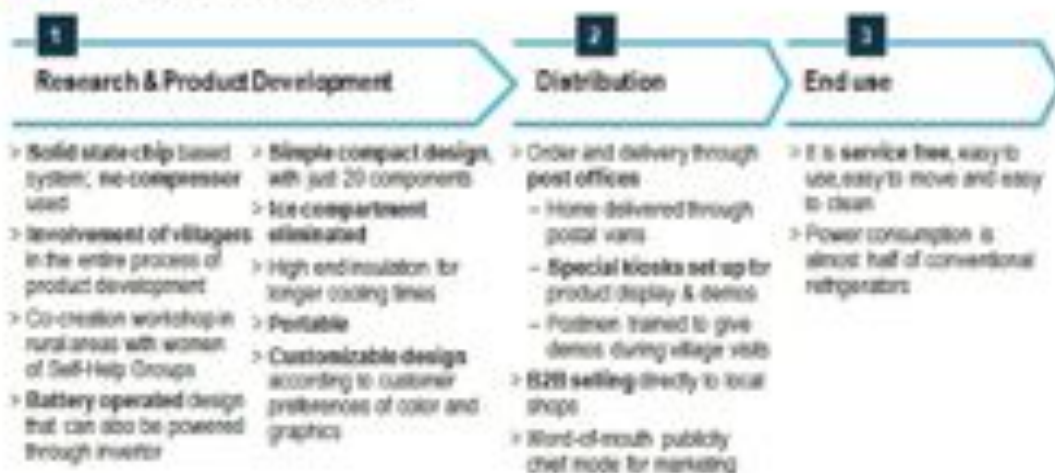 1
Research & Product Development
> Solid state chip based
system; no compressor
used
> Involvement of villagers
in the entire process of
product development
> Co-creation workshop in
rural areas with women
of Self-Help Groups
> Battery operated design
that can also be powered
through invertor
> Simple compact design,
with just 20 components
> Ice compartment
eliminated
> High end insulation for
longer cooling times
> Portable
> Customizable design
according to customer
preferences of color and
graphics
2
Distribution
> Order and delivery through
post offices
– Home delivered through
postal vans
– Special kiosks set up for
product display & demos
– Postmen trained to give
demos during village visits
> B2B selling directly to local
shops
> Word-of-mouth publicity
chief mode for marketing
3
End use
> It is service free, easy to
use, easy to move and easy
to clean
> Power consumption is
almost half of conventional
refrigerators